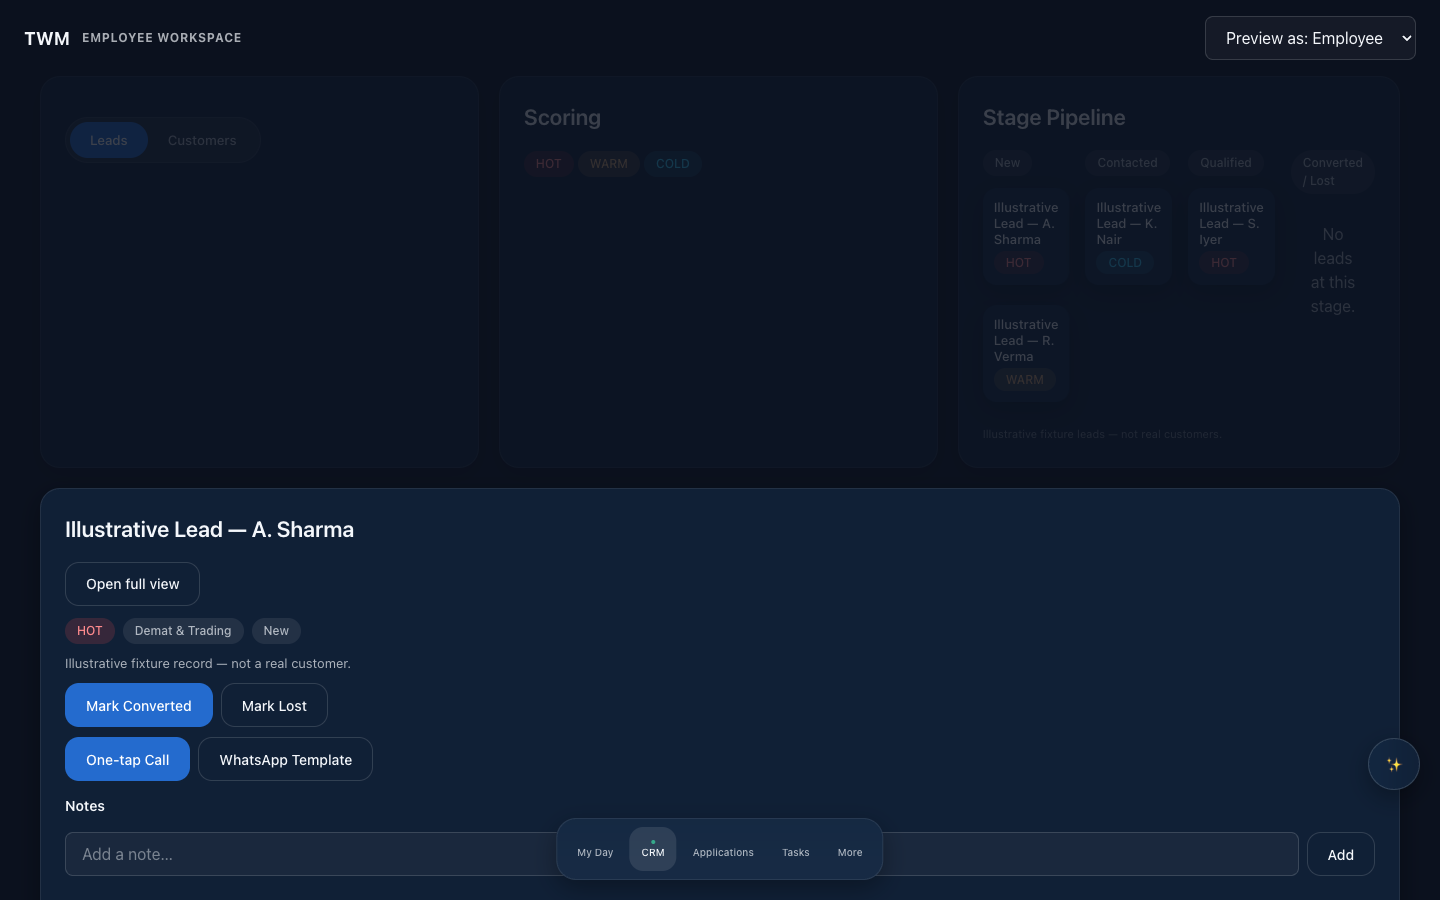 TWM EMPLOYEE WORKSPACE
Preview as: Employee
Leads Customers
Scoring
HOT WARM COLD
Stage Pipeline
New
Illustrative
Lead — A.
Sharma
HOT
Illustrative
Lead — R.
Verma
WARM
Contacted
Illustrative
Lead — K.
Nair
COLD
Qualified
Illustrative
Lead — S.
Iyer
HOT
Converted
/ Lost
No
leads
at this
stage.
Illustrative fixture leads — not real customers.
Illustrative Lead — A. Sharma
Open full view
HOT Demat & Trading New
Illustrative fixture record — not a real customer.
Mark Converted Mark Lost
One-tap Call WhatsApp Template
Notes
Add a note... Add
My Day CRM Applications Tasks More